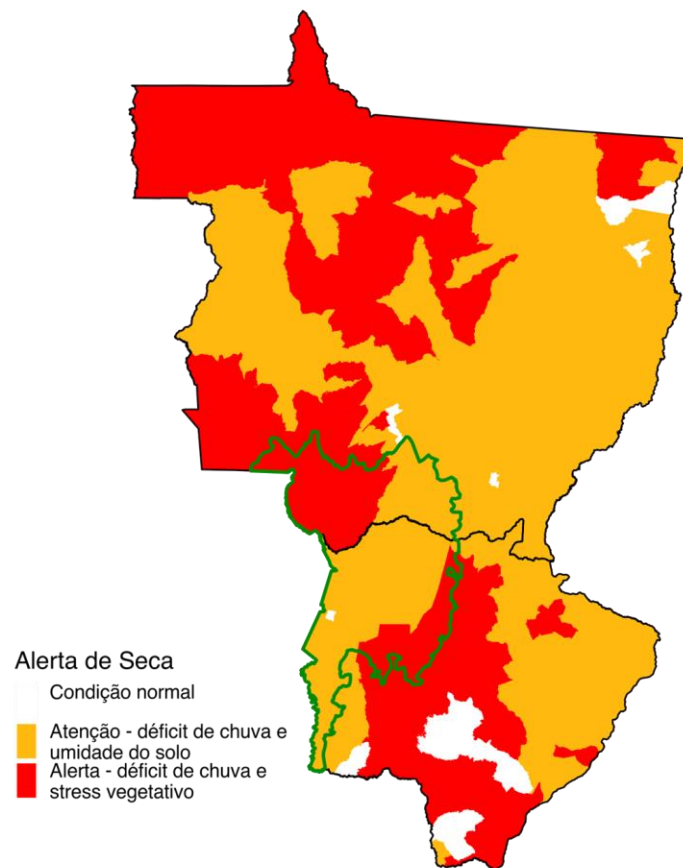 Alerta de Seca
Condição normal
Atenção - déficit de chuva e
umidade do solo
Alerta - déficit de chuva e
stress vegetativo